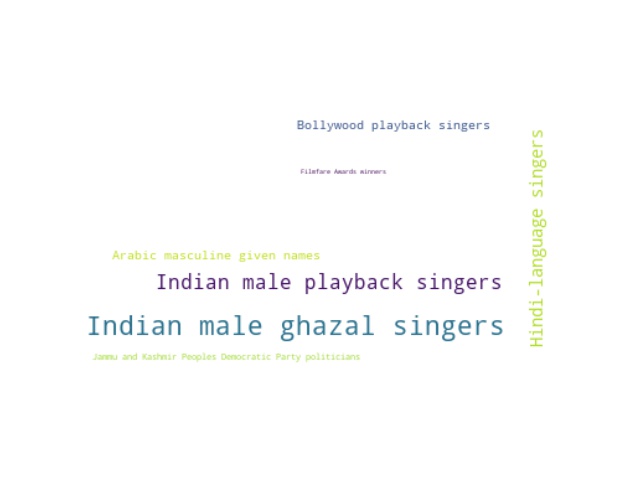 Bollywood playback singers
Filmfare Awards winners
Hindi-language singers
Arabic masculine given names
Indian male playback singers
Indian male ghazal singers
Jammu and Kashmir Peoples Democratic Party politicians